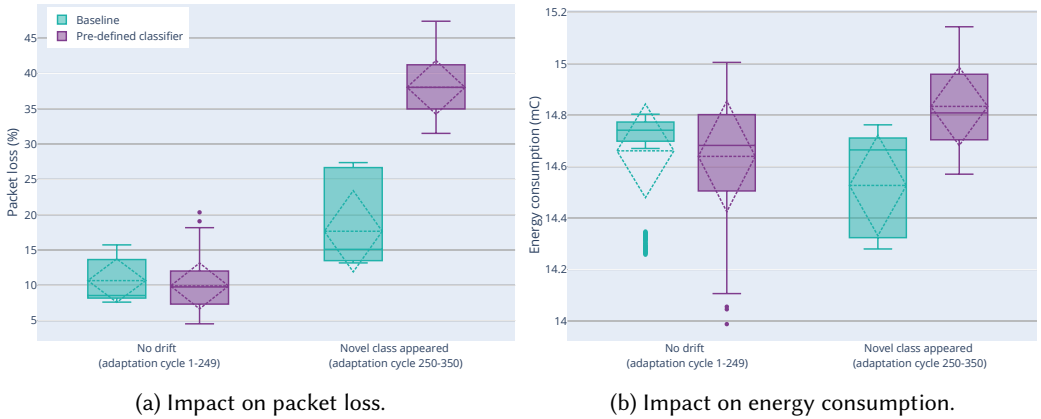 Baseline
Pre-defined classifier
45
40
35
30
25
20
15
10
5
Packet loss (%)
No drift
(adaptation cycle 1-249)
Novel class appeared
(adaptation cycle 250-350)
(a) Impact on packet loss.
15.2
15
14.8
14.6
14.4
14.2
14
Energy consumption (mC)
No drift
(adaptation cycle 1-249)
Novel class appeared
(adaptation cycle 250-350)
(b) Impact on energy consumption.